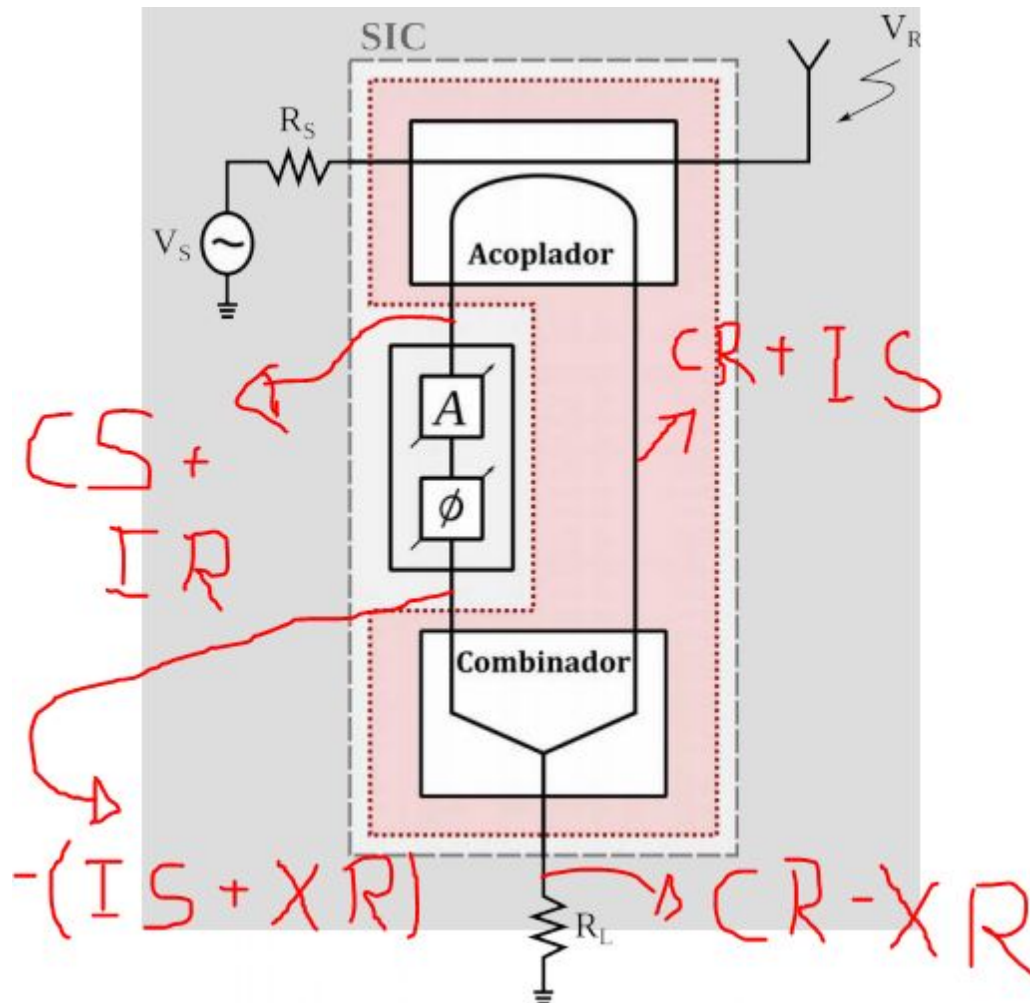 SIC
V_R
R_S
V_S
Acoplador
CR + IS
A
CS +
ϕ
IR
Combinador
-(IS + XR)
CR - XR
R_L